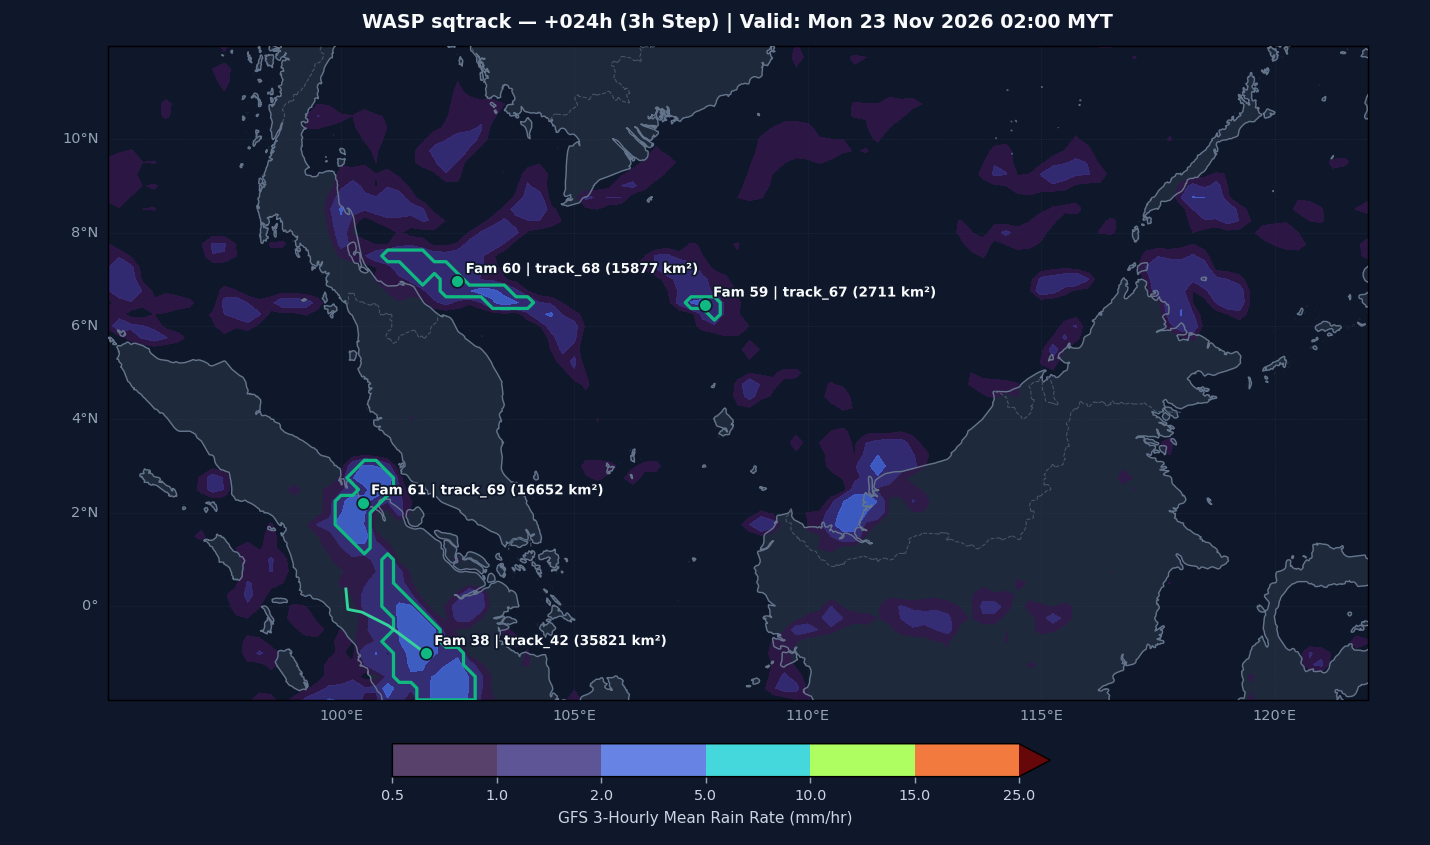 WASP sqtrack — +024h (3h Step) | Valid: Mon 23 Nov 2026 02:00 MYT
10°N
8°N
Fam 60 | track_68 (15877 km²)
Fam 59 | track_67 (2711 km²)
6°N
4°N
Fam 61 | track_69 (16652 km²)
2°N
0°
Fam 38 | track_42 (35821 km²)
100°E 105°E 110°E 115°E 120°E
0.5 1.0 2.0 5.0 10.0 15.0 25.0
GFS 3-Hourly Mean Rain Rate (mm/hr)